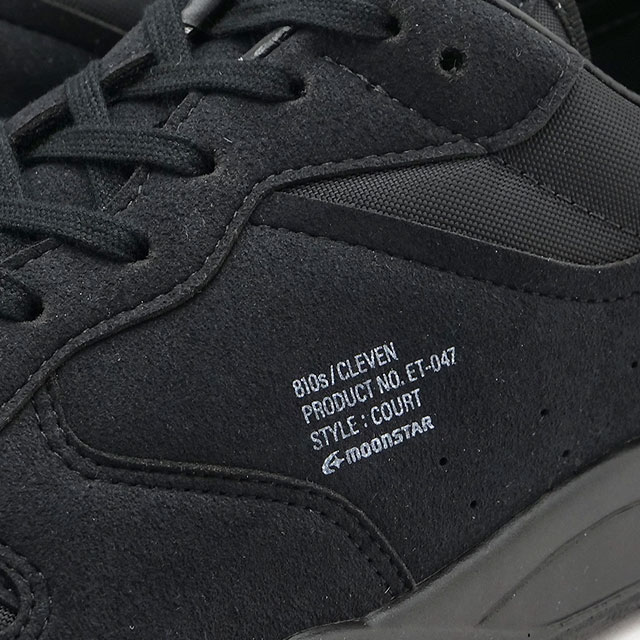 810s/CLEVEN
PRODUCT NO. ET-047
STYLE : COURT
moonstar